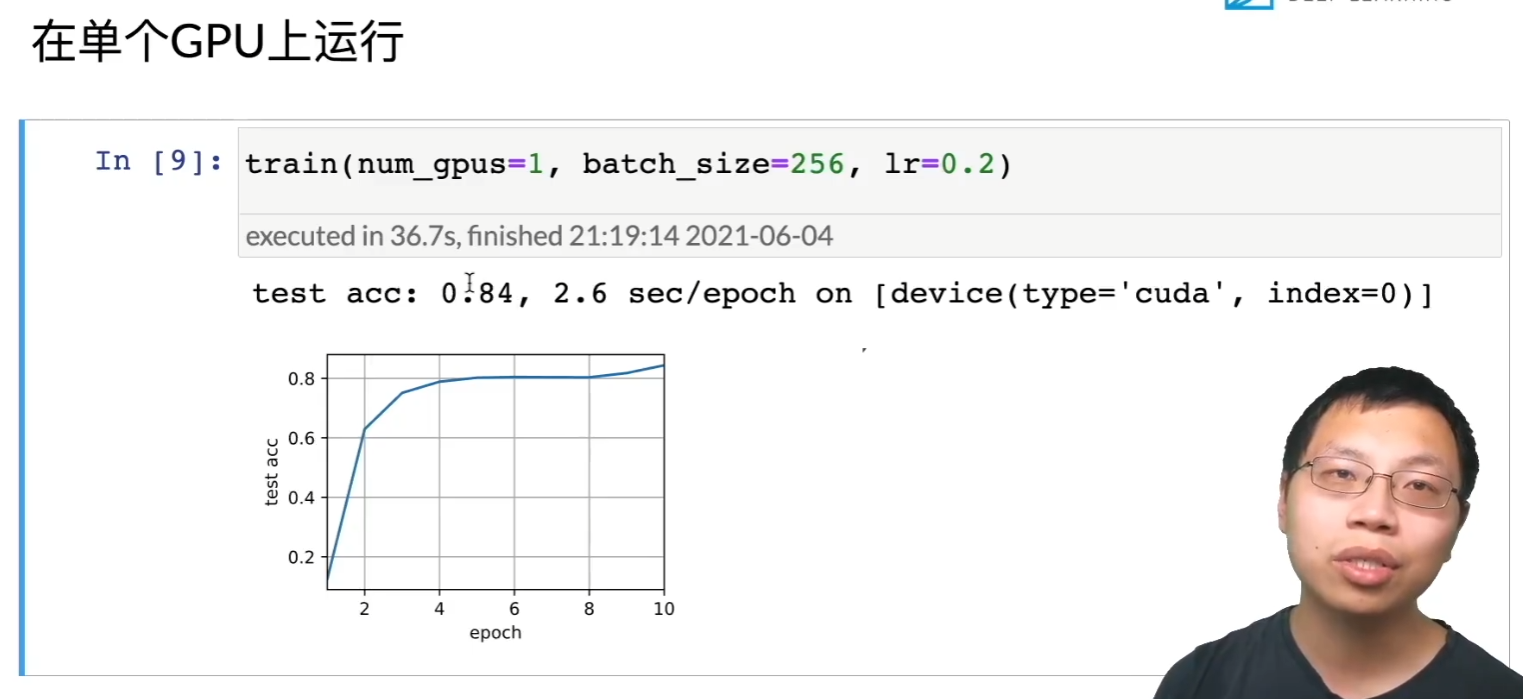 在单个GPU上运行
In [9]: train(num_gpus=1, batch_size=256, lr=0.2)
executed in 36.7s, finished 21:19:14 2021-06-04
test acc: 0.84, 2.6 sec/epoch on [device(type='cuda', index=0)]
0.8
0.6
0.4
0.2
test acc
2 4 6 8 10
epoch